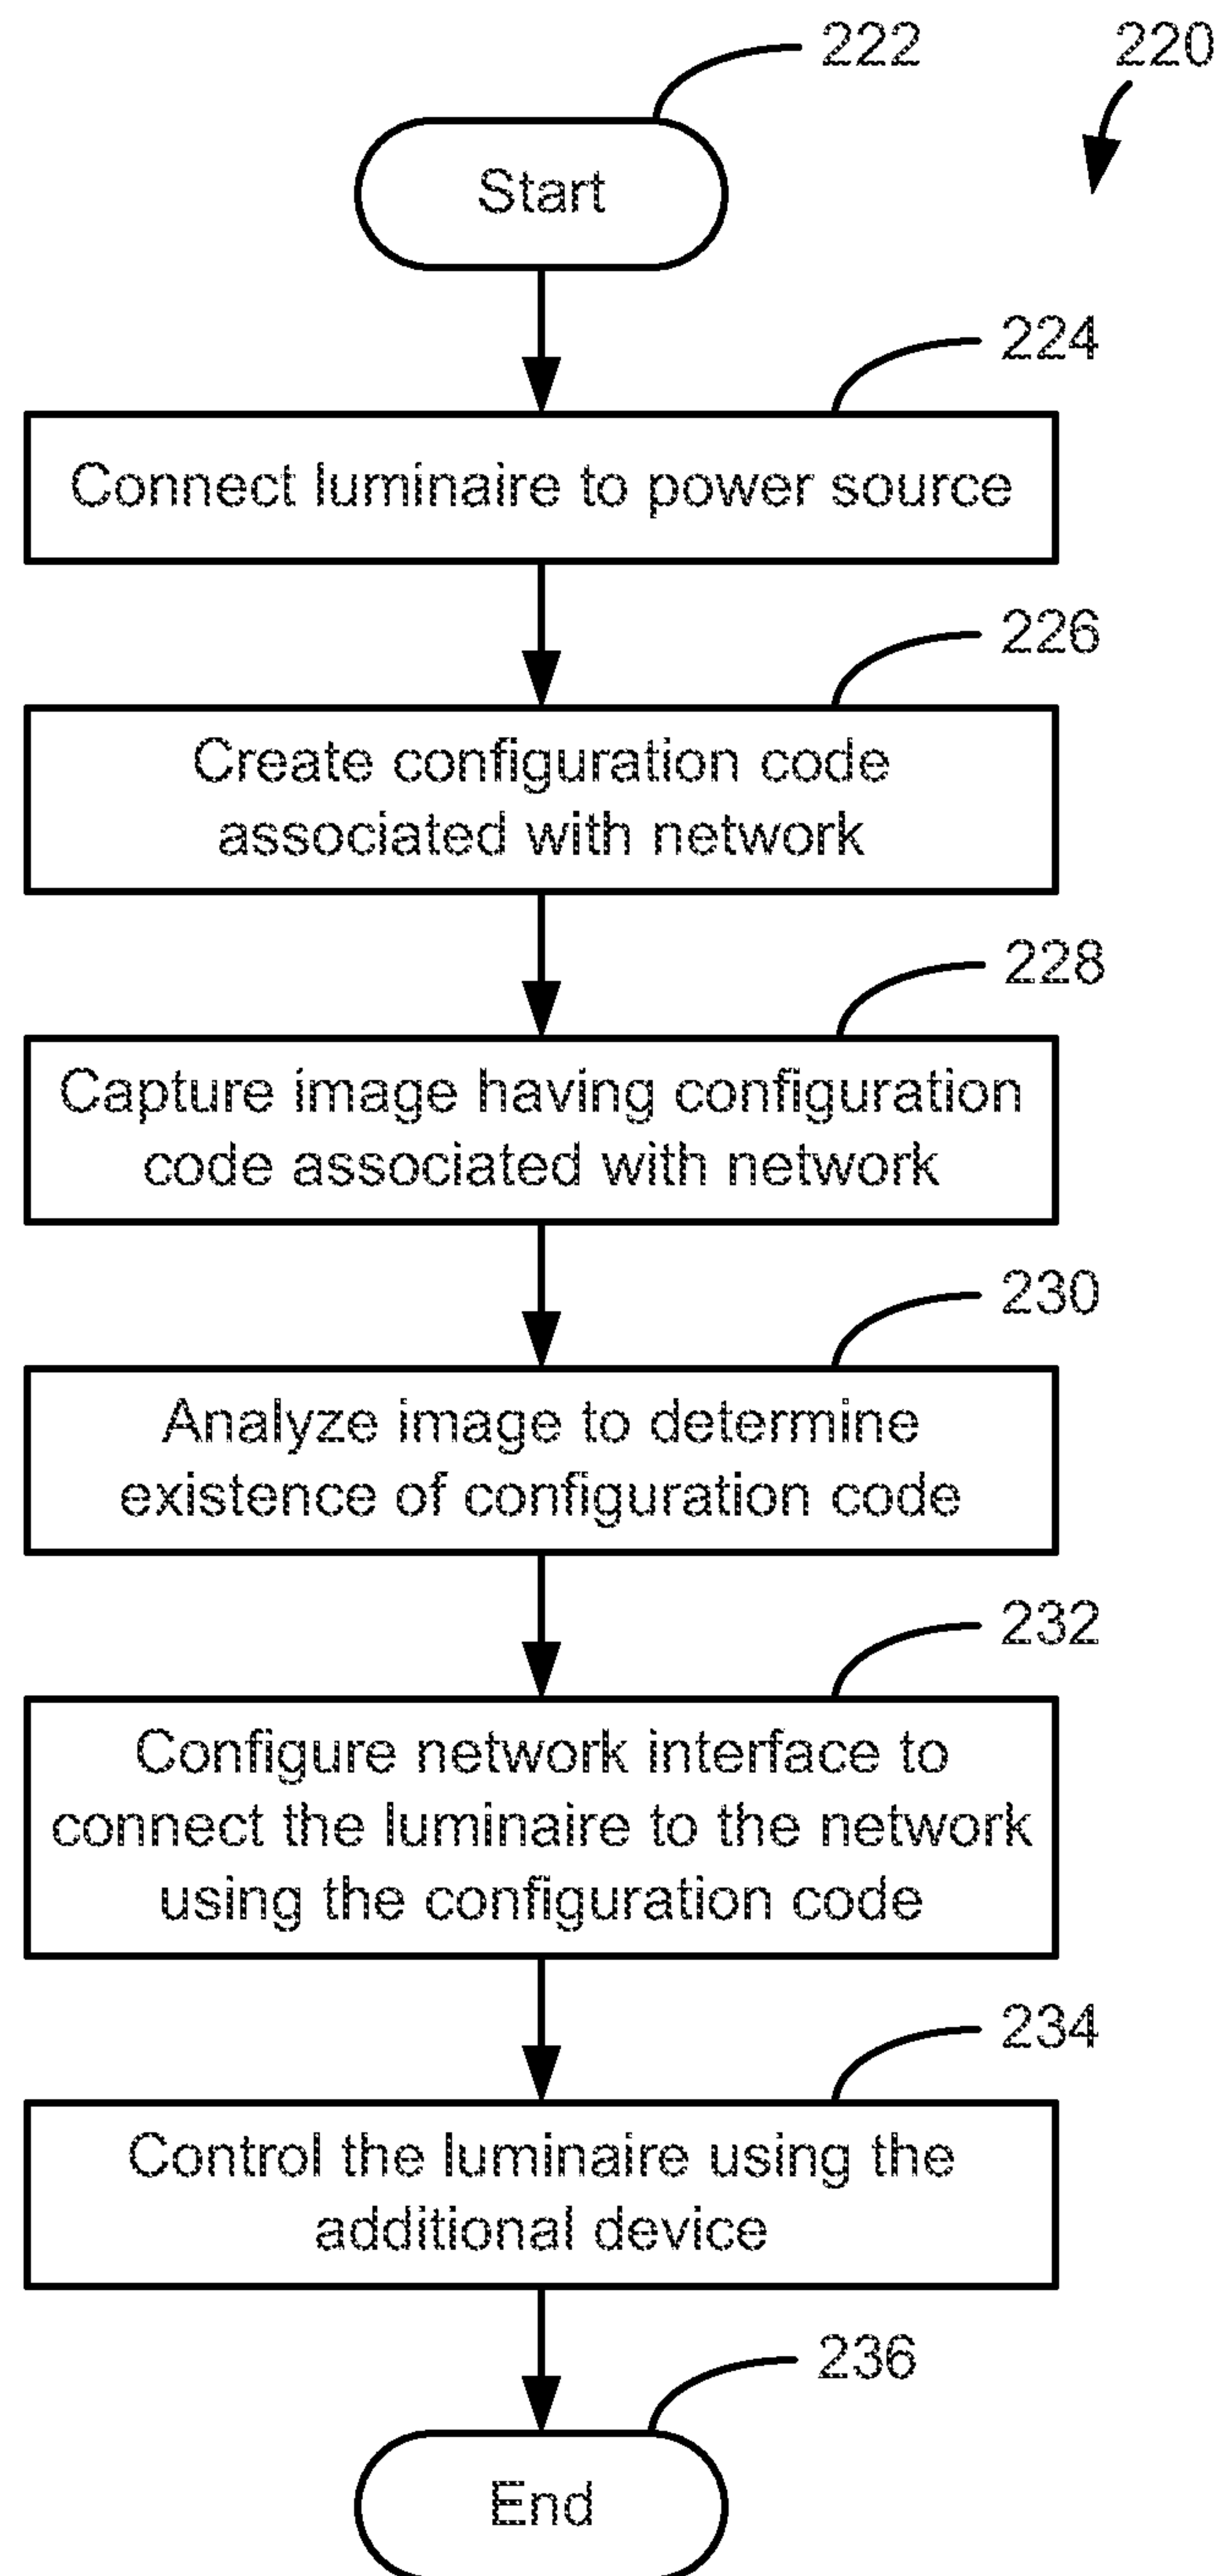 222
220
Start
224
Connect luminaire to power source
226
Create configuration code
associated with network
228
Capture image having configuration
code associated with network
230
Analyze image to determine
existence of configuration code
232
Configure network interface to
connect the luminaire to the network
using the configuration code
234
Control the luminaire using the
additional device
236
End